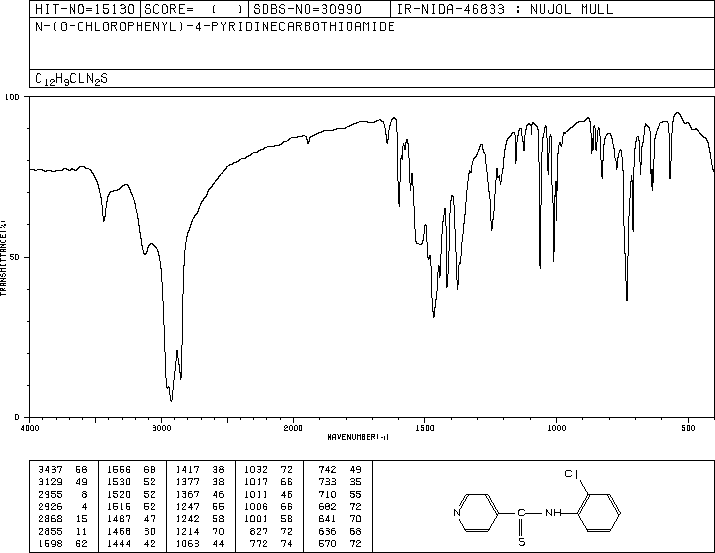 HIT-NO=15130 SCORE= ( ) SDBS-NO=30990 IR-NIDA-46833 : NUJOL MULL
N-(O-CHLOROPHENYL)-4-PYRIDINECARBOTHIOAMIDE
C12H9CLN2S
100
50
0
TRANSMITTANCE(%)
4000 3000 2000 1500 1000 500
WAVENUMBER(-1)
3437 58 1566 68 1417 38 1032 72 742 49
3129 49 1530 52 1377 38 1017 66 733 35
2955 8 1520 52 1367 46 1011 46 710 55
2926 4 1516 52 1247 55 1006 66 682 72
2868 15 1487 47 1242 58 1001 58 641 70
2855 11 1468 30 1214 70 827 72 636 68
1598 62 1444 42 1063 44 772 74 570 72
Cl
N C NH
S